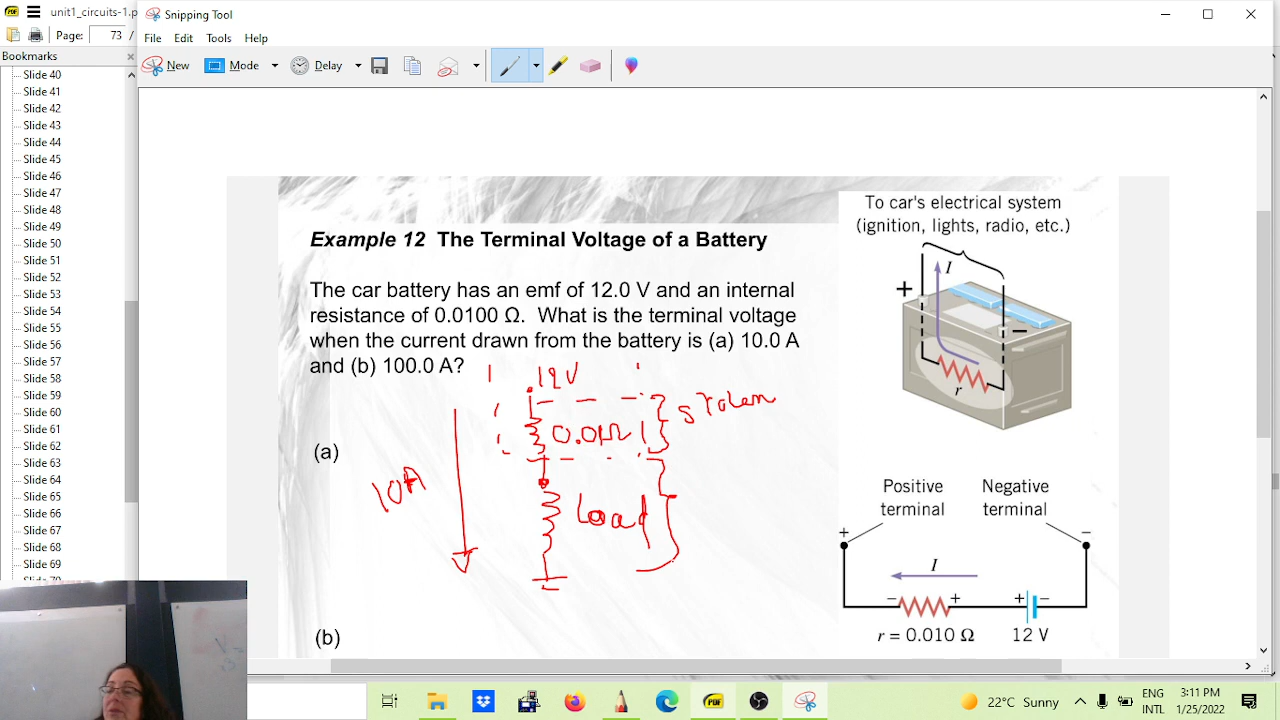 unit1_circuits-1.p
Snipping Tool
File Edit Tools Help
Page: 73 /
New Mode Delay
Bookmarks
Slide 40
Slide 41
Slide 42
Slide 43
Slide 44
Slide 45
Slide 46
Slide 47
Slide 48
Slide 49
Slide 50
Slide 51
Slide 52
Slide 53
Slide 54
Slide 55
Slide 56
Slide 57
Slide 58
Slide 59
Slide 60
Slide 61
Slide 62
Slide 63
Slide 64
Slide 65
Slide 66
Slide 67
Slide 68
Slide 69
Example 12 The Terminal Voltage of a Battery
The car battery has an emf of 12.0 V and an internal
resistance of 0.0100 Ω. What is the terminal voltage
when the current drawn from the battery is (a) 10.0 A
and (b) 100.0 A?
12V
0.01Ω
stolen
(a)
10A
Load
(b)
To car's electrical system
(ignition, lights, radio, etc.)
I
+
−
r
Positive
terminal
Negative
terminal
+ −
I
− + + −
r = 0.010 Ω 12 V
22°C Sunny
ENG
INTL
3:11 PM
1/25/2022